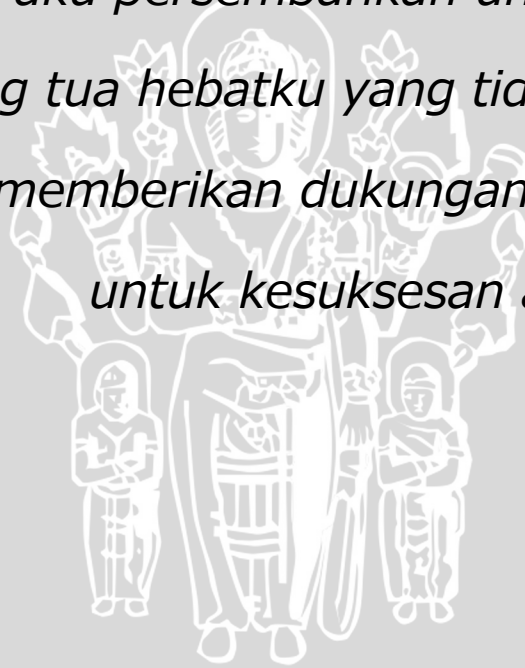 aku persembahkan un
g tua hebatku yang tid
memberikan dukungan
untuk kesuksesan a